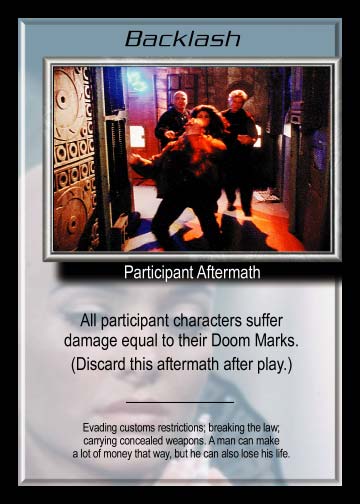 Backlash
Participant Aftermath
All participant characters suffer
damage equal to their Doom Marks.
(Discard this aftermath after play.)
Evading customs restrictions; breaking the law;
carrying concealed weapons. A man can make
a lot of money that way, but he can also lose his life.